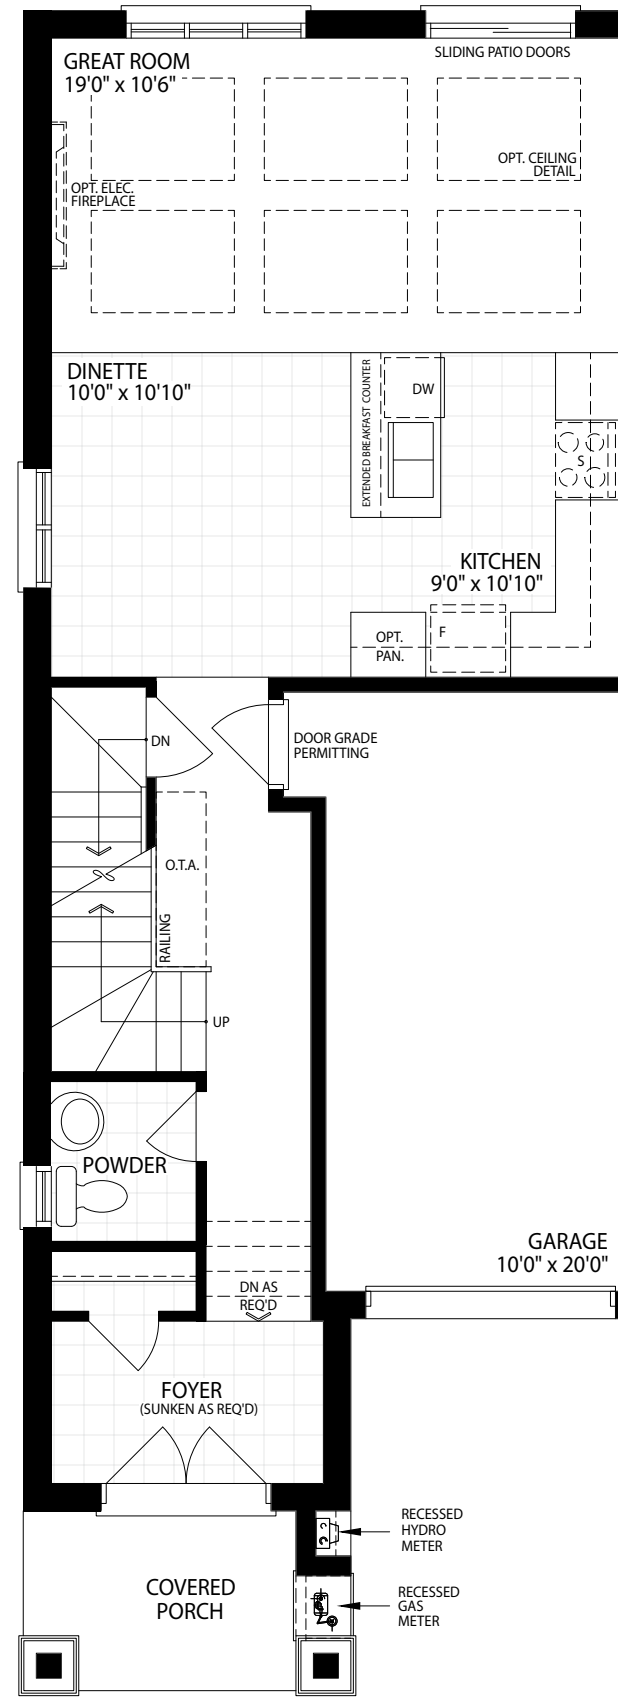 GREAT ROOM
19'0" x 10'6"
SLIDING PATIO DOORS
OPT. CEILING
DETAIL
OPT. ELEC.
FIREPLACE
DINETTE
10'0" x 10'10"
EXTENDED BREAKFAST COUNTER
DW
S
KITCHEN
9'0" x 10'10"
OPT.
PAN.
F
DN
DOOR GRADE
PERMITTING
O.T.A.
RAILING
UP
POWDER
GARAGE
10'0" x 20'0"
DN AS
REQ'D
FOYER
(SUNKEN AS REQ'D)
RECESSED
HYDRO
METER
COVERED
PORCH
RECESSED
GAS
METER